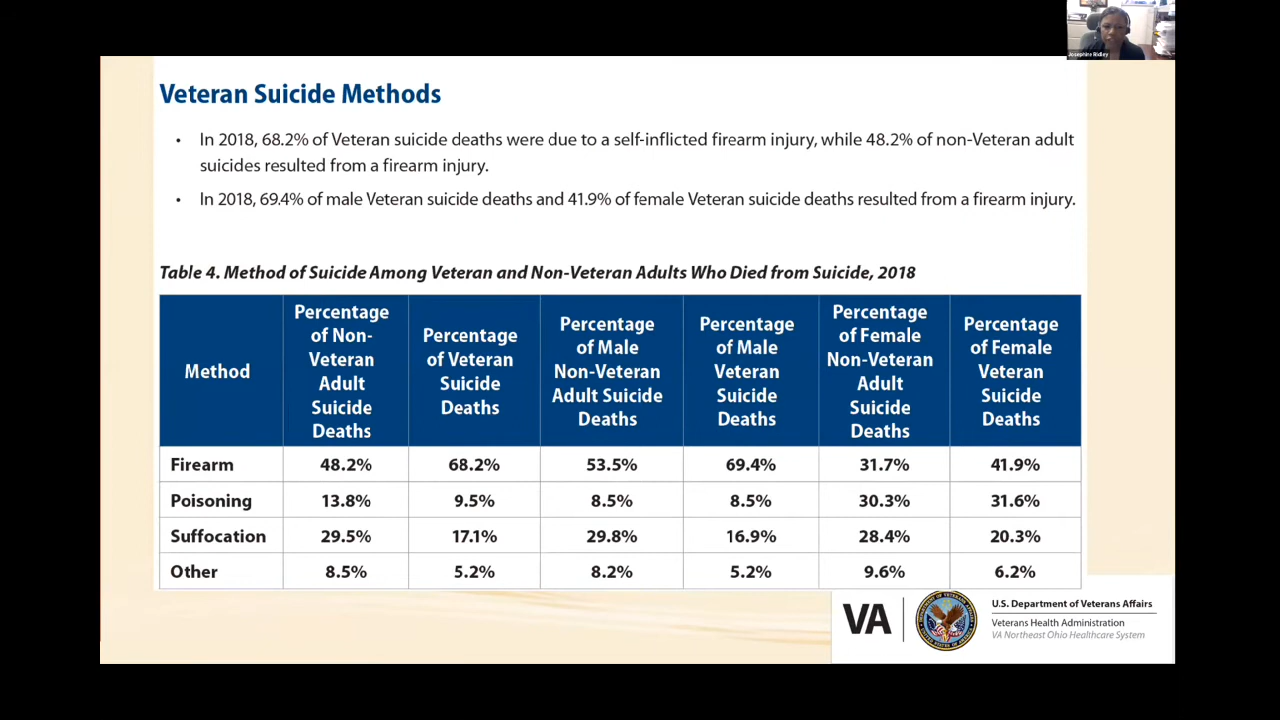 Josephine Ridley
Veteran Suicide Methods
• In 2018, 68.2% of Veteran suicide deaths were due to a self-inflicted firearm injury, while 48.2% of non-Veteran adult
suicides resulted from a firearm injury.
• In 2018, 69.4% of male Veteran suicide deaths and 41.9% of female Veteran suicide deaths resulted from a firearm injury.
Table 4. Method of Suicide Among Veteran and Non-Veteran Adults Who Died from Suicide, 2018
Method
Percentage
of Non-
Veteran
Adult
Suicide
Deaths
Percentage
of Veteran
Suicide
Deaths
Percentage
of Male
Non-Veteran
Adult Suicide
Deaths
Percentage
of Male
Veteran
Suicide
Deaths
Percentage
of Female
Non-Veteran
Adult
Suicide
Deaths
Percentage
of Female
Veteran
Suicide
Deaths
Firearm 48.2% 68.2% 53.5% 69.4% 31.7% 41.9%
Poisoning 13.8% 9.5% 8.5% 8.5% 30.3% 31.6%
Suffocation 29.5% 17.1% 29.8% 16.9% 28.4% 20.3%
Other 8.5% 5.2% 8.2% 5.2% 9.6% 6.2%
VA
U.S. Department of Veterans Affairs
Veterans Health Administration
VA Northeast Ohio Healthcare System